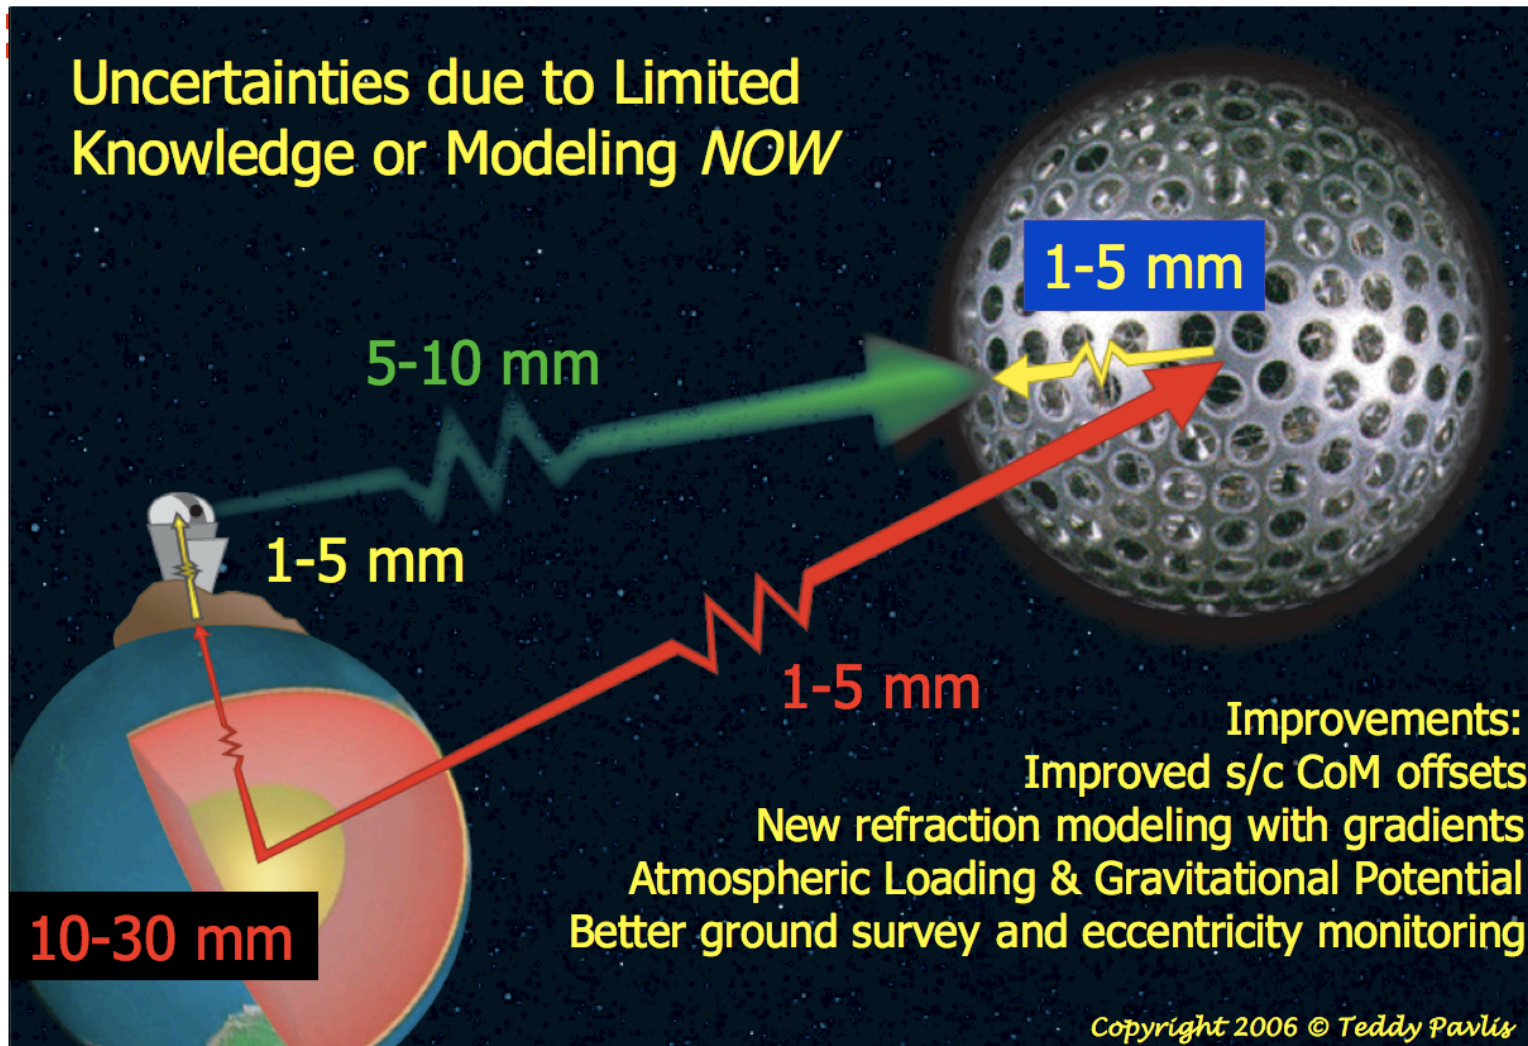 Uncertainties due to Limited
Knowledge or Modeling NOW
1-5 mm
5-10 mm
1-5 mm
1-5 mm
Improvements:
Improved s/c CoM offsets
New refraction modeling with gradients
Atmospheric Loading & Gravitational Potential
Better ground survey and eccentricity monitoring
10-30 mm
Copyright 2006 © Teddy Pavlis